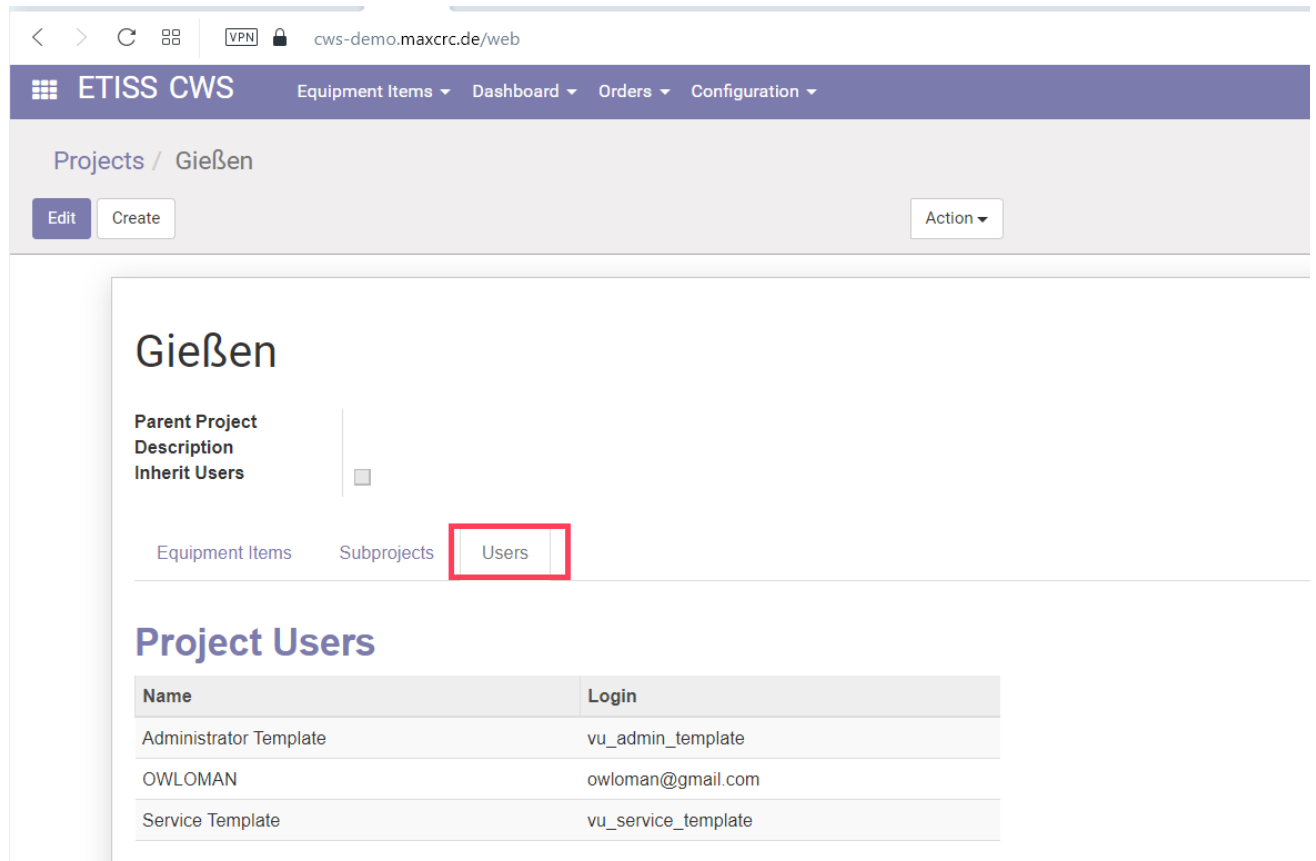 VPN cws-demo.maxcrc.de/web
ETISS CWS Equipment Items Dashboard Orders Configuration
Projects / Gießen
Edit Create Action
Gießen
Parent Project
Description
Inherit Users
Equipment Items Subprojects Users
Project Users
Name Login
Administrator Template vu_admin_template
OWLOMAN owloman@gmail.com
Service Template vu_service_template